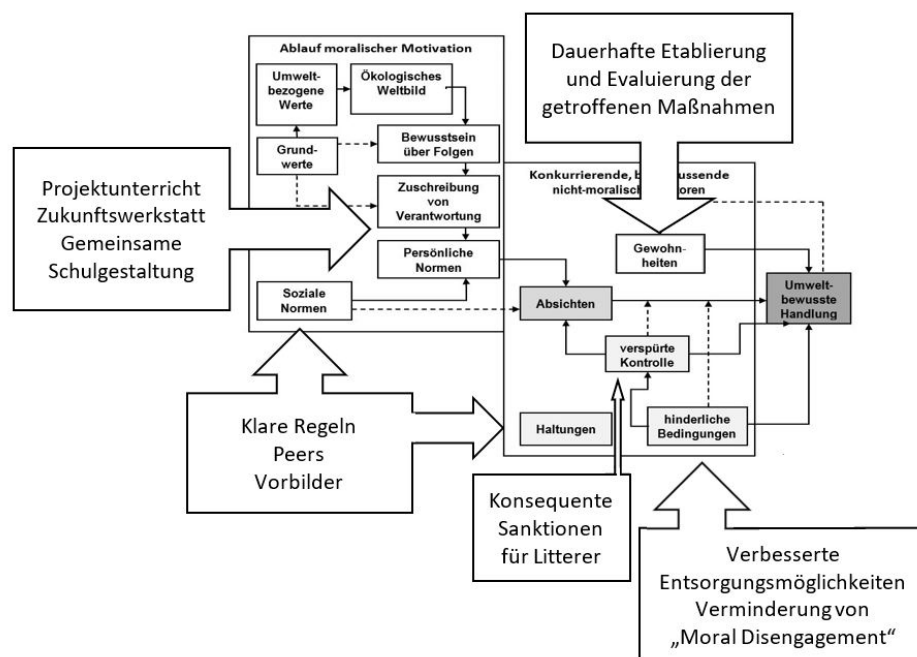 Ablauf moralischer Motivation
Umwelt-
bezogene
Werte
Ökologisches
Weltbild
Grund-
werte
Bewusstsein
über Folgen
Zuschreibung
von
Verantwortung
Persönliche
Normen
Soziale
Normen
Dauerhafte Etablierung
und Evaluierung der
getroffenen Maßnahmen
Konkurrierende,
nicht-moralisch
Gewohn-
heiten
Absichten
Umwelt-
bewusste
Handlung
verspürte
Kontrolle
Haltungen
hinderliche
Bedingungen
Projektunterricht
Zukunftswerkstatt
Gemeinsame
Schulgestaltung
Klare Regeln
Peers
Vorbilder
Konsequente
Sanktionen
für Litterer
Verbesserte
Entsorgungsmöglichkeiten
Verminderung von
„Moral Disengagement“